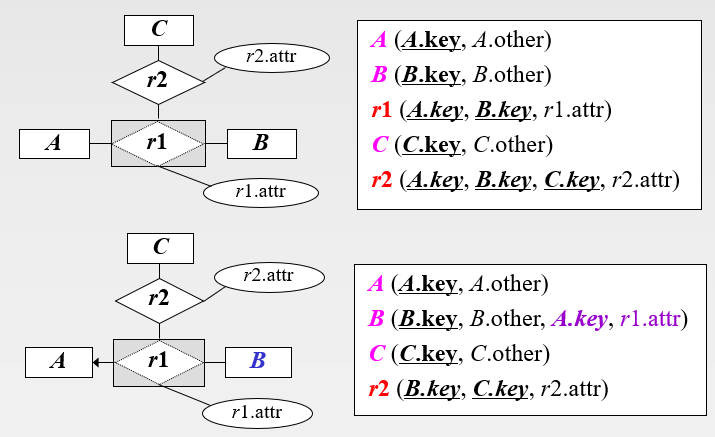 C
r2.attr
r2
A
r1
B
r1.attr
A (A.key, A.other)
B (B.key, B.other)
r1 (A.key, B.key, r1.attr)
C (C.key, C.other)
r2 (A.key, B.key, C.key, r2.attr)
C
r2.attr
r2
A
r1
B
r1.attr
A (A.key, A.other)
B (B.key, B.other, A.key, r1.attr)
C (C.key, C.other)
r2 (B.key, C.key, r2.attr)